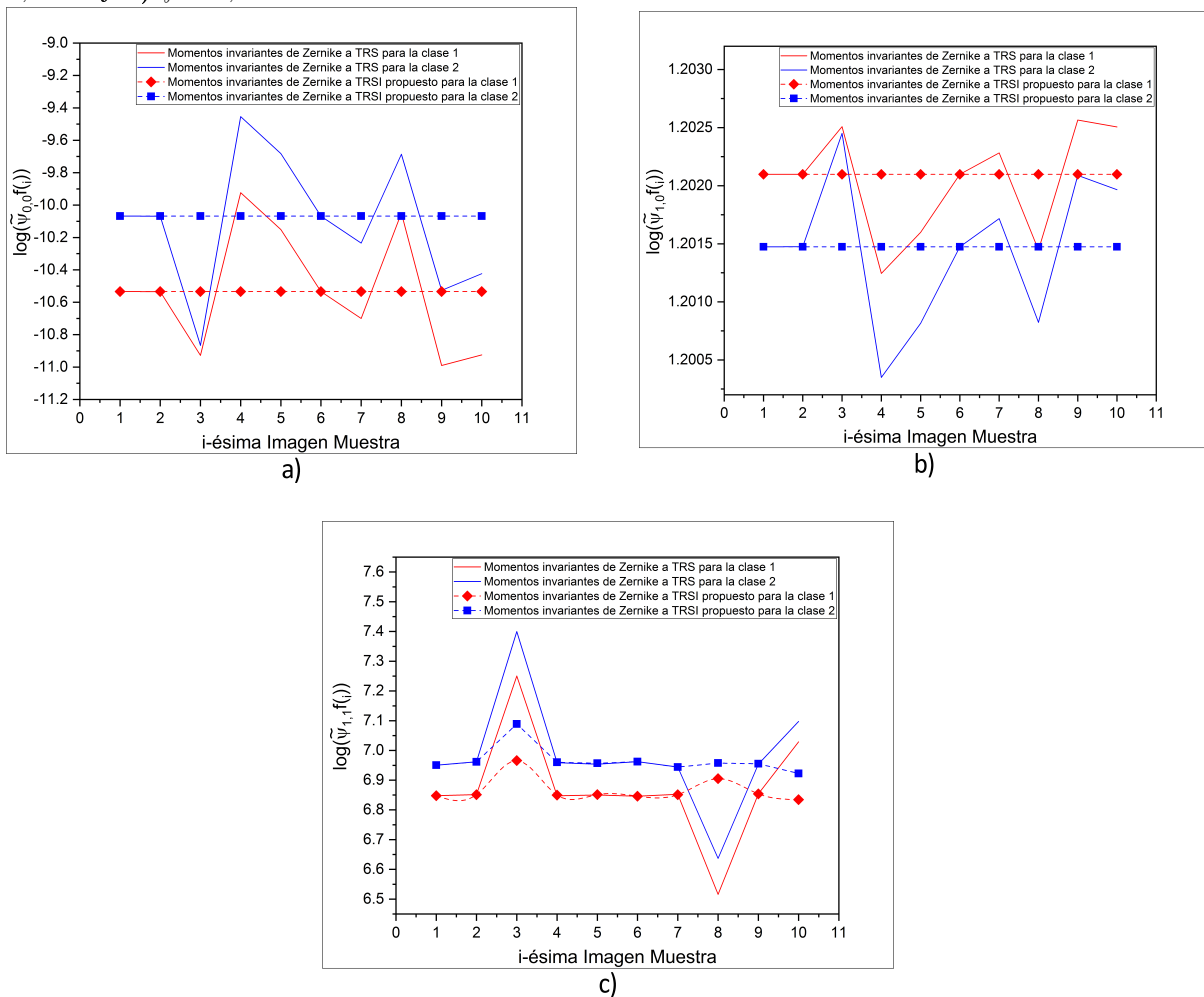 -9.0
-9.2
-9.4
-9.6
-9.8
-10.0
-10.2
-10.4
-10.6
-10.8
-11.0
-11.2
0 1 2 3 4 5 6 7 8 9 10 11
log(ψ̃0,0f(i))
i-ésima Imagen Muestra
Momentos invariantes de Zernike a TRS para la clase 1
Momentos invariantes de Zernike a TRS para la clase 2
Momentos invariantes de Zernike a TRSI propuesto para la clase 1
Momentos invariantes de Zernike a TRSI propuesto para la clase 2
a)
1.2030
1.2025
1.2020
1.2015
1.2010
1.2005
0 1 2 3 4 5 6 7 8 9 10 11
log(ψ̃1,0f(i))
i-ésima Imagen Muestra
Momentos invariantes de Zernike a TRS para la clase 1
Momentos invariantes de Zernike a TRS para la clase 2
Momentos invariantes de Zernike a TRSI propuesto para la clase 1
Momentos invariantes de Zernike a TRSI propuesto para la clase 2
b)
7.6
7.5
7.4
7.3
7.2
7.1
7.0
6.9
6.8
6.7
6.6
6.5
0 1 2 3 4 5 6 7 8 9 10 11
log(ψ̃1,1f(i))
i-ésima Imagen Muestra
Momentos invariantes de Zernike a TRS para la clase 1
Momentos invariantes de Zernike a TRS para la clase 2
Momentos invariantes de Zernike a TRSI propuesto para la clase 1
Momentos invariantes de Zernike a TRSI propuesto para la clase 2
c)